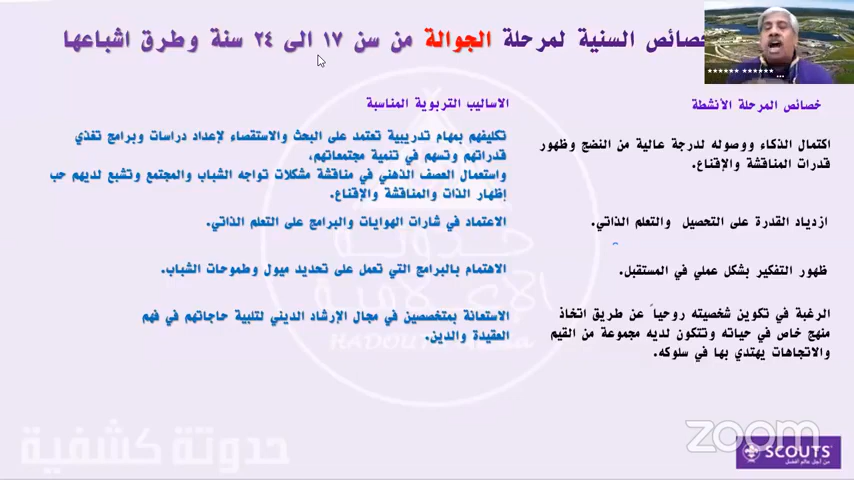 خصائص السنية لمرحلة الجوالة من سن ١٧ الى ٢٤ سنة وطرق اشباعها
خصائص المرحلة الأنشطة
الاساليب التربوية المناسبة
اكتمال الذكاء ووصوله لدرجة عالية من النضج وظهور
قدرات المناقشة والإقناع.
تكليفهم بمهام تدريبية تعتمد على البحث والاستقصاء لإعداد دراسات وبرامج تغذي
قدراتهم وتسهم في تنمية مجتمعاتهم،
واستعمال العصف الذهني في مناقشة مشكلات تواجه الشباب والمجتمع وتشبع لديهم حب
إظهار الذات والمناقشة والإقناع.
ازدياد القدرة على التحصيل والتعلم الذاتي.
الاعتماد في شارات الهوايات والبرامج على التعلم الذاتي.
ظهور التفكير بشكل عملي في المستقبل.
الاهتمام بالبرامج التي تعمل على تحديد ميول وطموحات الشباب.
الرغبة في تكوين شخصيته روحياً عن طريق اتخاذ
منهج خاص في حياته وتتكون لديه مجموعة من القيم
والاتجاهات يهتدي بها في سلوكه.
الاستعانة بمتخصصين في مجال الإرشاد الديني لتلبية حاجاتهم في فهم
العقيدة والدين.
حدوتة
الإعلامية
HADOUTA Media
حدوتة كشفية
zoom
SCOUTS
من أجل عالم أفضل
****** ****** ...